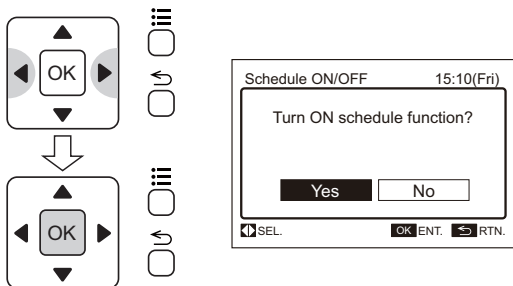 OK
OK
Schedule ON/OFF 15:10(Fri)
Turn ON schedule function?
Yes No
SEL. OK ENT. RTN.